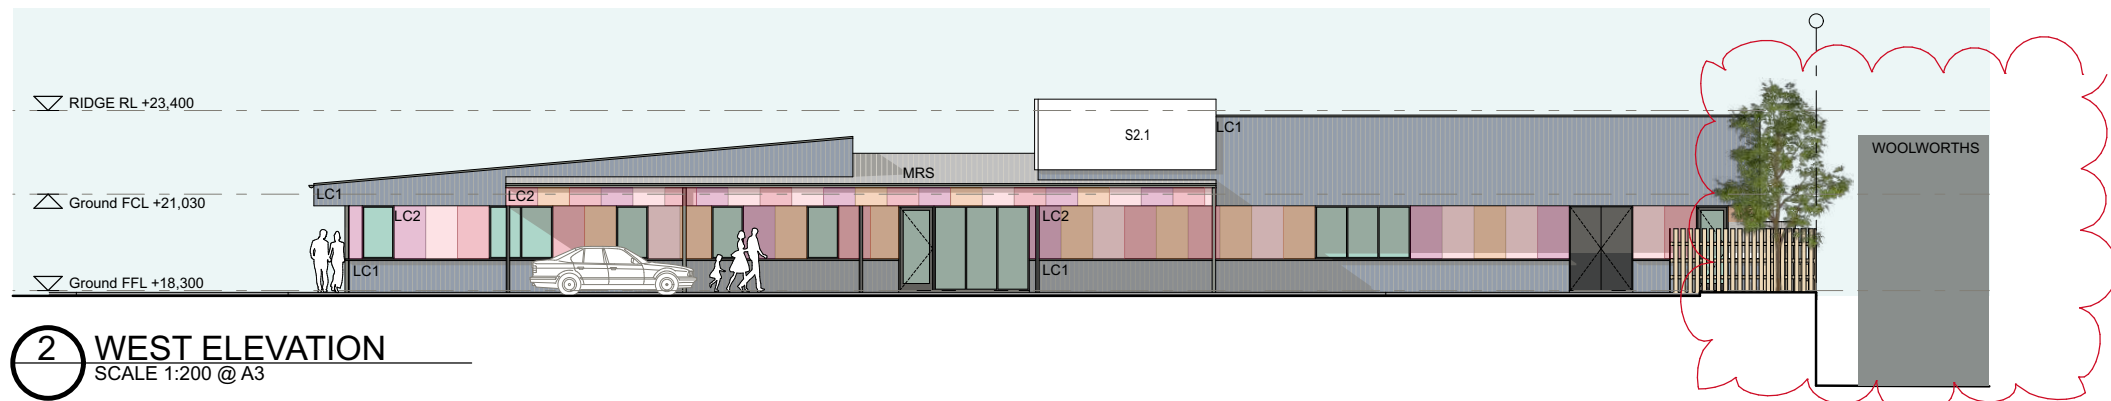 RIDGE RL +23,400
S2.1
LC1
WOOLWORTHS
MRS
LC1
LC2
Ground FCL +21,030
LC2
LC2
LC1
LC1
Ground FFL +18,300
2
WEST ELEVATION
SCALE 1:200 @ A3